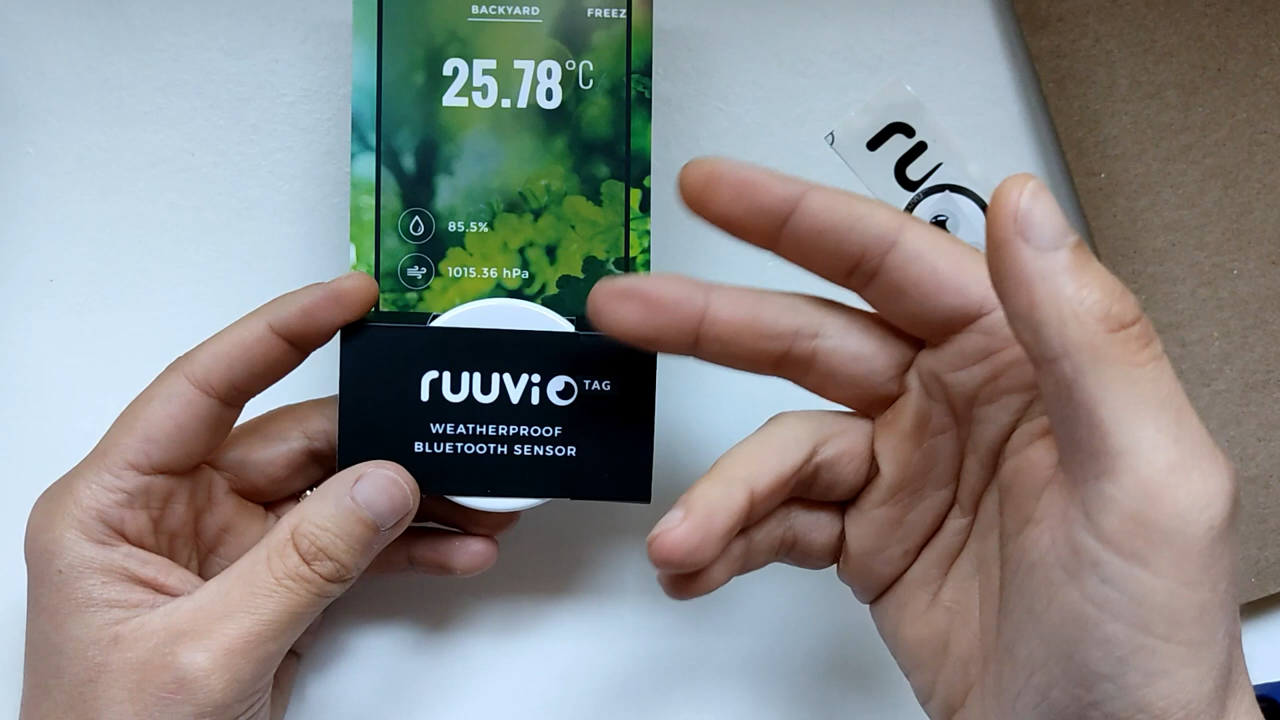 BACKYARD FREEZ
25.78°C
85.5%
1015.36 hPa
ruuvi TAG
WEATHERPROOF
BLUETOOTH SENSOR
ruu